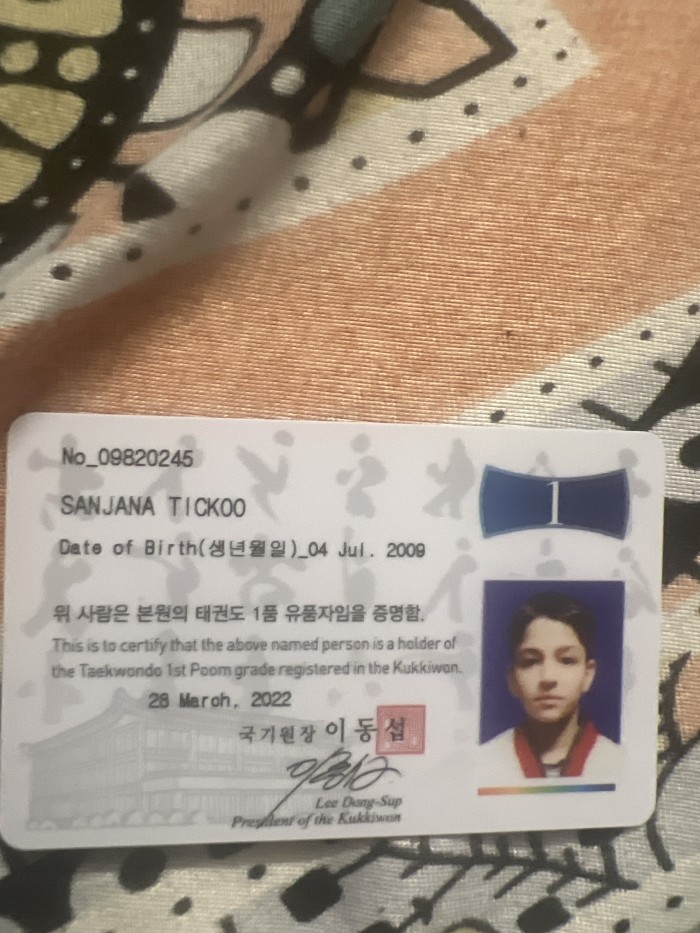 No_09820245
1
SANJANA TICKOO
Date of Birth(생년월일)_04 Jul. 2009
위 사람은 본원의 태권도 1품 유품자임을 증명함.
This is to certify that the above named person is a holder of
the Taekwondo 1st Poom grade registered in the Kukkiwon.
28 March, 2022
국기원장 이동섭
Lee Dong-Sup
President of the Kukkiwon